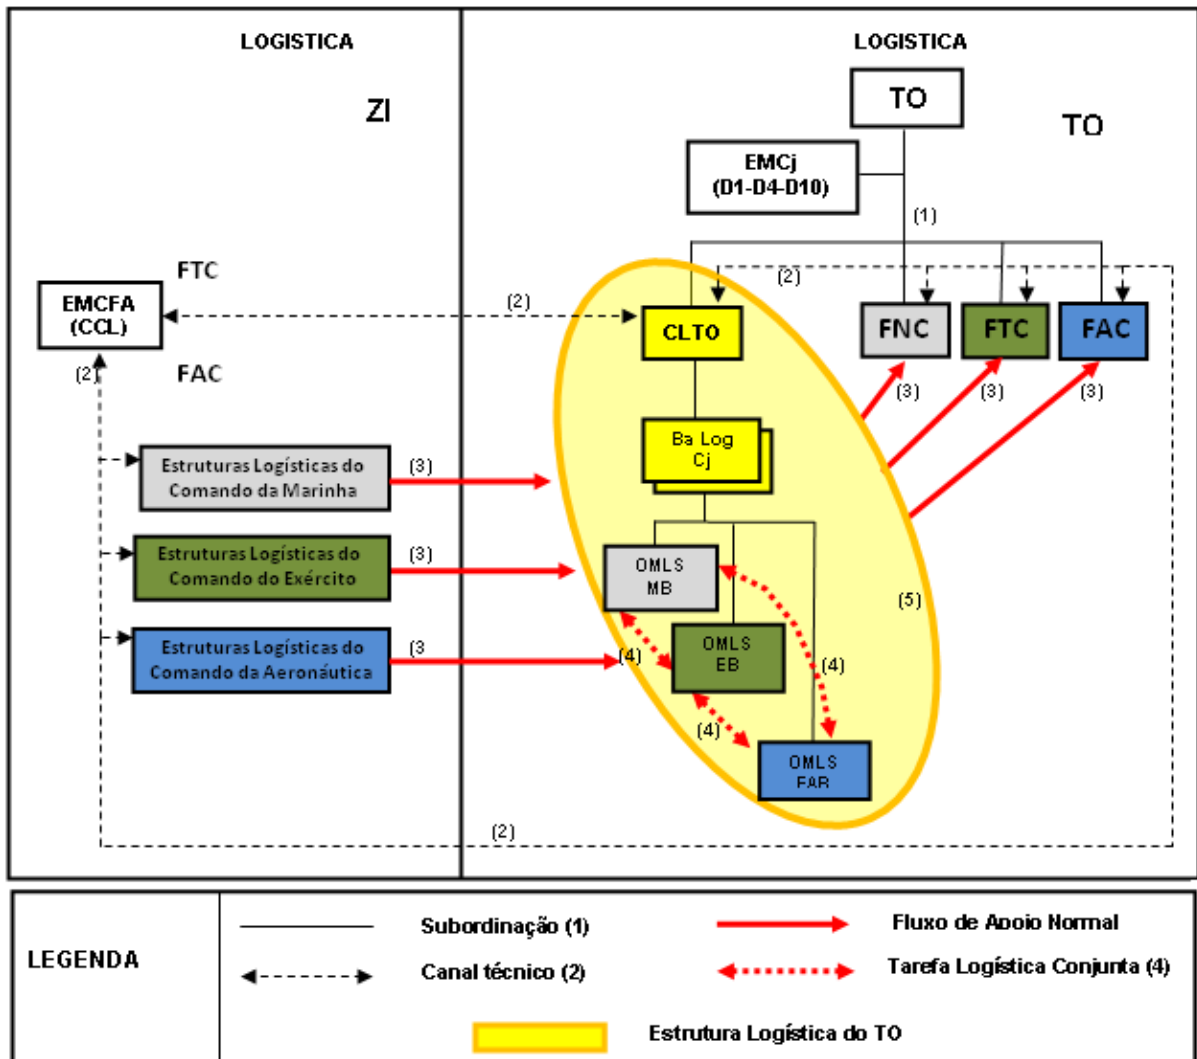 LOGISTICA
LOGISTICA
ZI
TO
TO
EMCj
(D1-D4-D10)
(1)
FTC
(2)
(2)
EMCFA
(CCL)
CLTO
FNC
FTC
FAC
(2)
FAC
(3)
(3)
(3)
Ba Log
Cj
Estruturas Logísticas do
Comando da Marinha
(3)
Estruturas Logísticas do
Comando do Exército
(3)
OMLS
MB
(5)
Estruturas Logísticas do
Comando da Aeronáutica
(3
(4)
OMLS
EB
(4)
(4)
OMLS
FAB
(2)
LEGENDA
Subordinação (1)
Fluxo de Apoio Normal
Canal técnico (2)
Tarefa Logística Conjunta (4)
Estrutura Logística do TO